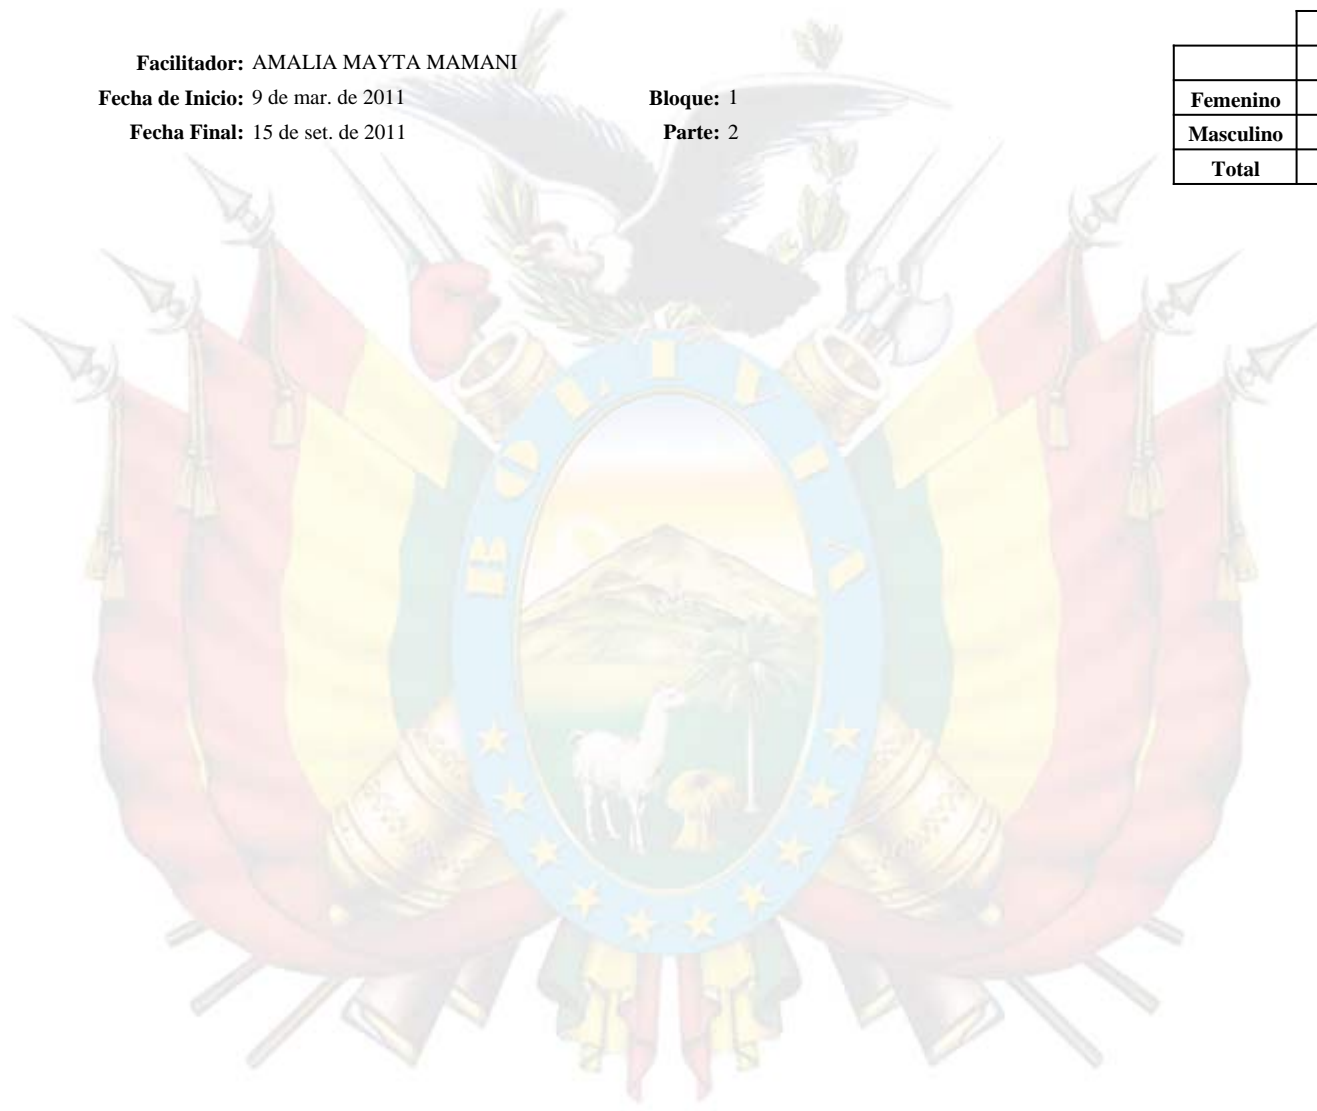 Facilitador: AMALIA MAYTA MAMANI
Fecha de Inicio: 9 de mar. de 2011 Bloque: 1
Fecha Final: 15 de set. de 2011 Parte: 2
Femenino
Masculino
Total
BOLIVIA